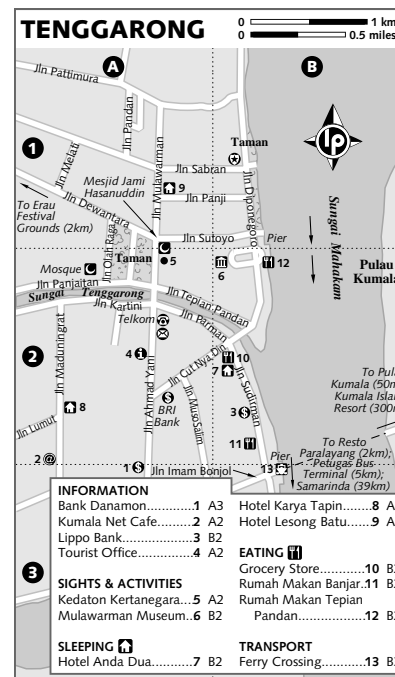 TENGGARONG
0 1 km
0 0.5 miles
A
B
Jln Pattimura
Jln Pandan
1
Jln Melati
Jln Mulawarman
Taman
lp
Jln Sabran
9
Mesjid Jami
Hasanuddin
Jln Panji
Jln Diponegoro
To Erau
Festival
Grounds (2km)
Jln Dewantara
Jln Olah Raga
Jln Sutoyo
Pier
Sungai Mahakam
Mosque
Taman
5
6
12
Pulau
Kumala
Jln Panjaitan
Sungai Tenggarong
Jln Kartini
Jln Tepian Pandan
Jln Parman
Telkom
2
Jln Maduningrat
4
Jln Ahmad Yan
Jln Cut Nya Din
10
7
Jln Sudirman
BRI
Bank
Jln MusoSalim
8
3
Jln Lumut
11
2
1
Jln Imam Bonjol
Pier
13
Kumala (50m
Kumala Islan
Resort (300m
To Resto
Paralayang (2km);
Petugas Bus
Terminal (5km);
Samarinda (39km)
3
INFORMATION
Bank Danamon............1 A3
Kumala Net Cafe.........2 A2
Lippo Bank................3 B2
Tourist Office.............4 A2
SIGHTS & ACTIVITIES
Kedaton Kertanegara....5 A2
Mulawarman Museum..6 B2
SLEEPING
Hotel Anda Dua..........7 B2
Hotel Karya Tapin.......8
Hotel Lesong Batu.......9
EATING
Grocery Store............10
Rumah Makan Banjar.11
Rumah Makan Tepian
Pandan..................12
TRANSPORT
Ferry Crossing............13